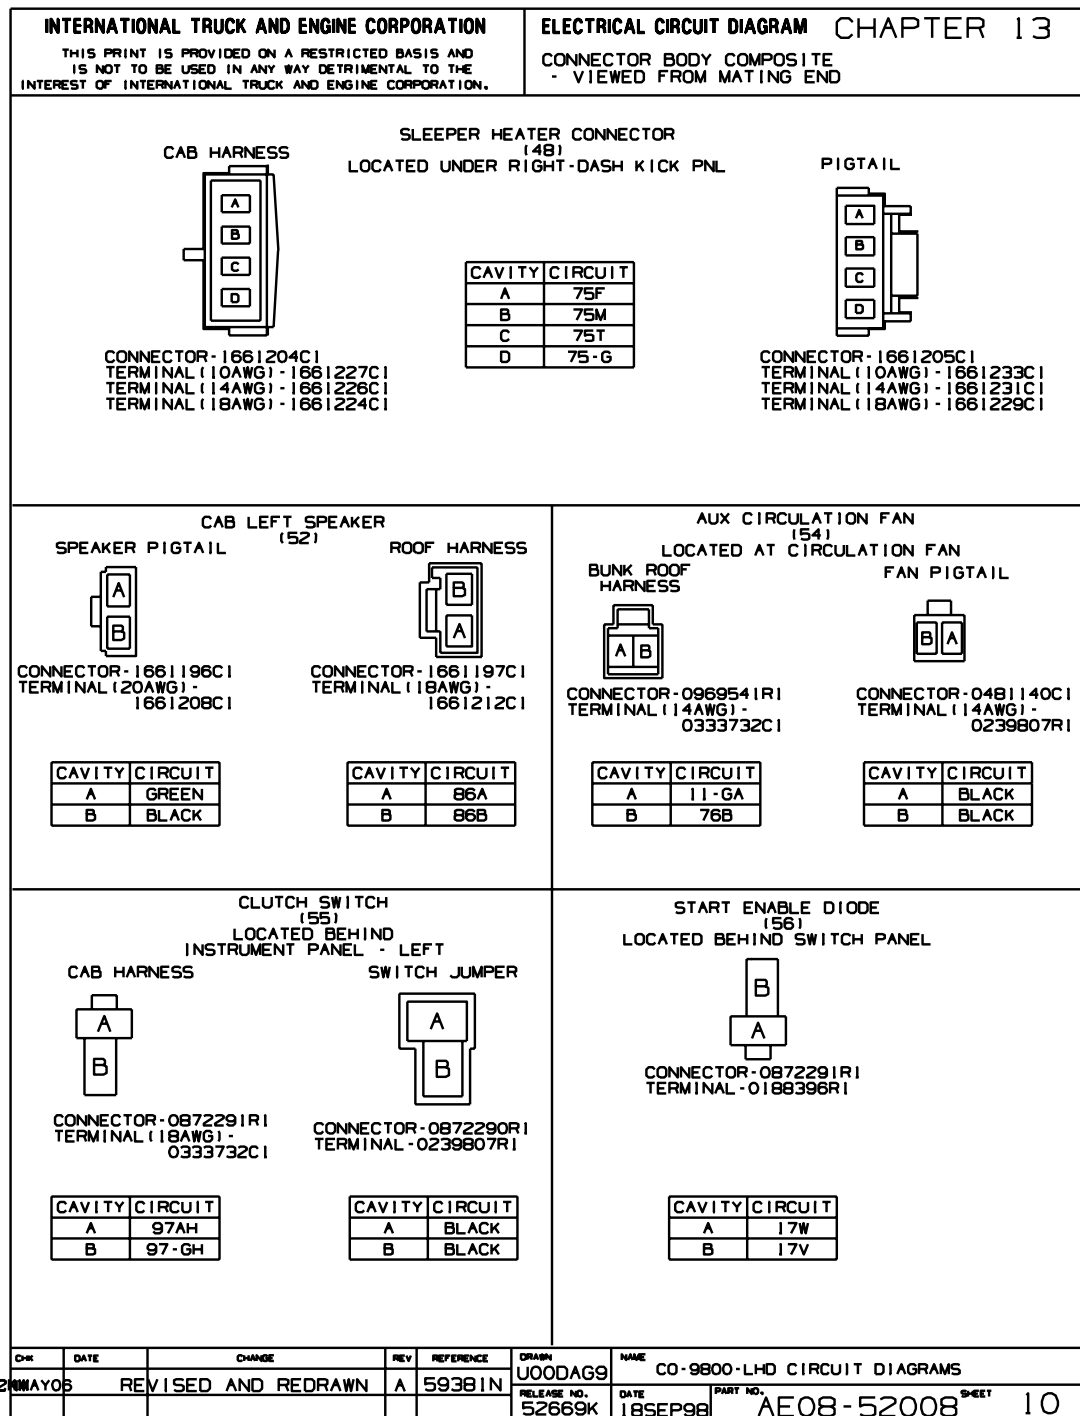 INTERNATIONAL TRUCK AND ENGINE CORPORATION
THIS PRINT IS PROVIDED ON A RESTRICTED BASIS AND
IS NOT TO BE USED IN ANY WAY DETRIMENTAL TO THE
INTEREST OF INTERNATIONAL TRUCK AND ENGINE CORPORATION.
ELECTRICAL CIRCUIT DIAGRAM CHAPTER 13
CONNECTOR BODY COMPOSITE
- VIEWED FROM MATING END
SLEEPER HEATER CONNECTOR
(48)
LOCATED UNDER RIGHT-DASH KICK PNL
CAB HARNESS
A
B
C
D
CONNECTOR-1661204C1
TERMINAL(10AWG)-1661227C1
TERMINAL(14AWG)-1661226C1
TERMINAL(18AWG)-1661224C1
CAVITY CIRCUIT
A 75F
B 75M
C 75T
D 75-G
PIGTAIL
A
B
C
D
CONNECTOR-1661205C1
TERMINAL(10AWG)-1661233C1
TERMINAL(14AWG)-1661231C1
TERMINAL(18AWG)-1661229C1
CAB LEFT SPEAKER
(52)
SPEAKER PIGTAIL
A
B
CONNECTOR-1661196C1
TERMINAL(20AWG)-
1661208C1
CAVITY CIRCUIT
A GREEN
B BLACK
ROOF HARNESS
B
A
CONNECTOR-1661197C1
TERMINAL(18AWG)-
1661212C1
CAVITY CIRCUIT
A 86A
B 86B
AUX CIRCULATION FAN
(54)
LOCATED AT CIRCULATION FAN
BUNK ROOF
HARNESS
A B
CONNECTOR-0969541R1
TERMINAL(14AWG)-
0333732C1
CAVITY CIRCUIT
A 11-GA
B 76B
FAN PIGTAIL
B A
CONNECTOR-0481140C1
TERMINAL(14AWG)-
0239807R1
CAVITY CIRCUIT
A BLACK
B BLACK
CLUTCH SWITCH
(55)
LOCATED BEHIND
INSTRUMENT PANEL - LEFT
CAB HARNESS
A
B
CONNECTOR-0872291R1
TERMINAL(18AWG)-
0333732C1
CAVITY CIRCUIT
A 97AH
B 97-GH
SWITCH JUMPER
A
B
CONNECTOR-0872290R1
TERMINAL-0239807R1
CAVITY CIRCUIT
A BLACK
B BLACK
START ENABLE DIODE
(56)
LOCATED BEHIND SWITCH PANEL
B
A
CONNECTOR-0872291R1
TERMINAL-0188396R1
CAVITY CIRCUIT
A 17W
B 17V
CHK DATE CHANGE REV REFERENCE
REVISED AND REDRAWN A 59381N
DRAWN
U00DAG9
NAME
CO-9800-LHD CIRCUIT DIAGRAMS
RELEASE NO.
52669K
DATE
18SEP98
PART NO.
AE08-52008
SHEET 10